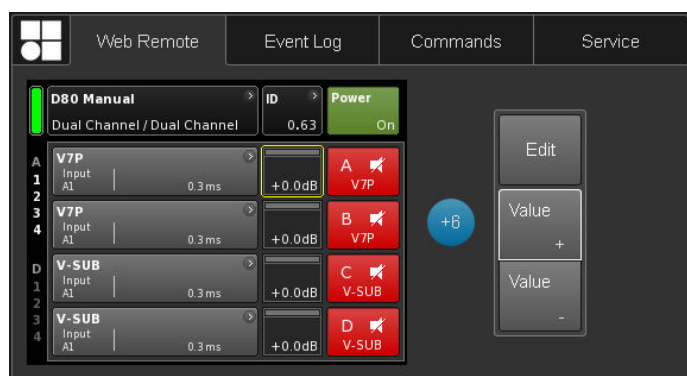 Web Remote
Event Log
Commands
Service
D80 Manual
Dual Channel / Dual Channel
ID
0.63
Power
On
A
1
2
3
4
D
1
2
3
4
V7P
Input
A1
0.3 ms
+0.0dB
A
V7P
V7P
Input
A1
0.3 ms
+0.0dB
B
V7P
V-SUB
Input
A1
0.3 ms
+0.0dB
C
V-SUB
V-SUB
Input
A1
0.3 ms
+0.0dB
D
V-SUB
+6
Edit
Value
+
Value
-